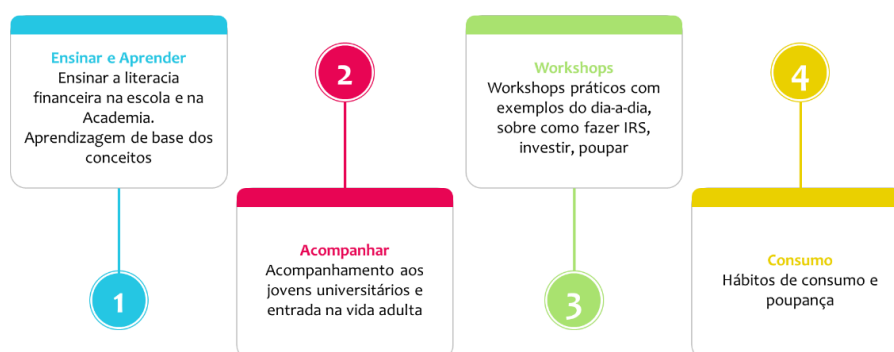 Ensinar e Aprender
Ensinar a literacia
financeira na escola e na
Academia.
Aprendizagem de base dos
conceitos
1
2
Acompanhar
Acompanhamento aos
jovens universitários e
entrada na vida adulta
Workshops
Workshops práticos com
exemplos do dia-a-dia,
sobre como fazer IRS,
investir, poupar
3
4
Consumo
Hábitos de consumo e
poupança